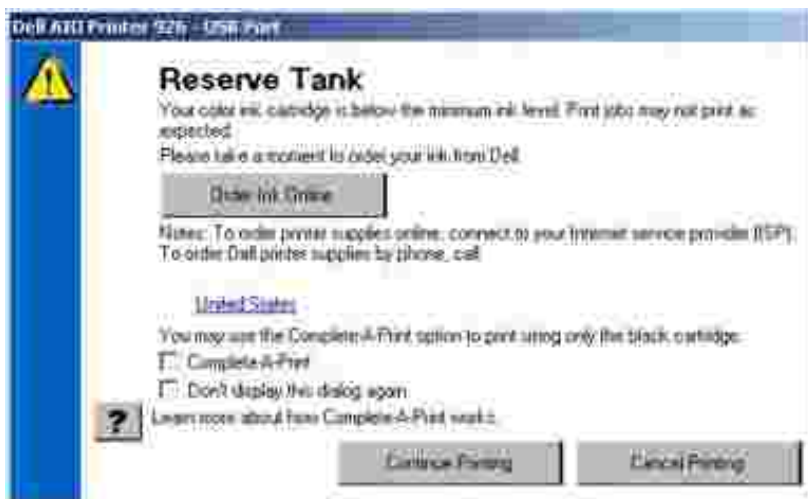 Dell AIO Printer 926 - USB Port
Reserve Tank
Your color ink cartridge is below the minimum ink level. Print jobs may not print as
expected.
Please take a moment to order your ink from Dell.
Order Ink Online
Notes: To order printer supplies online, connect to your Internet service provider (ISP).
To order Dell printer supplies by phone, call:
United States
You may use the Complete-A-Print option to print using only the black cartridge.
Complete-A-Print
Don't display this dialog again
? Learn more about how Complete-A-Print works.
Continue Printing Cancel Printing